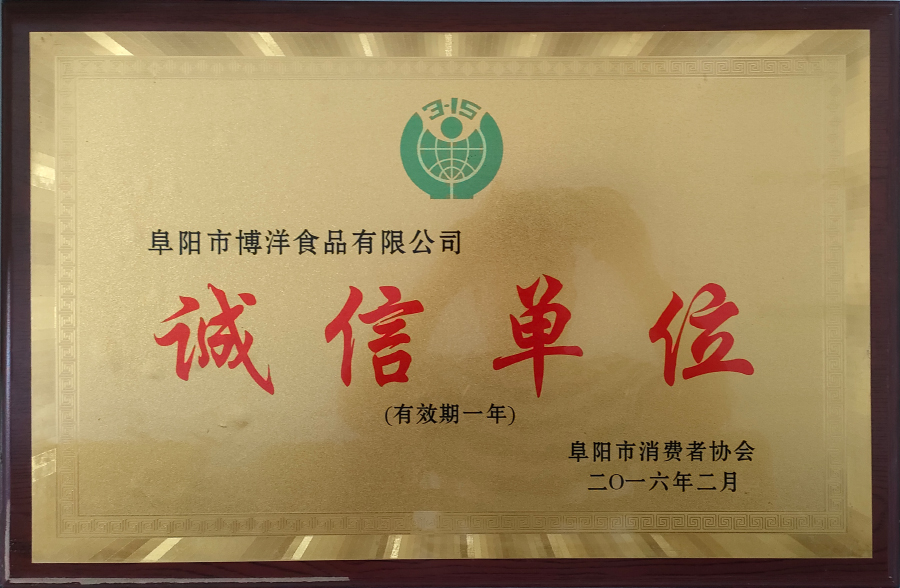 3·15
阜阳市博洋食品有限公司
诚信单位
(有效期一年)
阜阳市消费者协会
二〇一六年二月